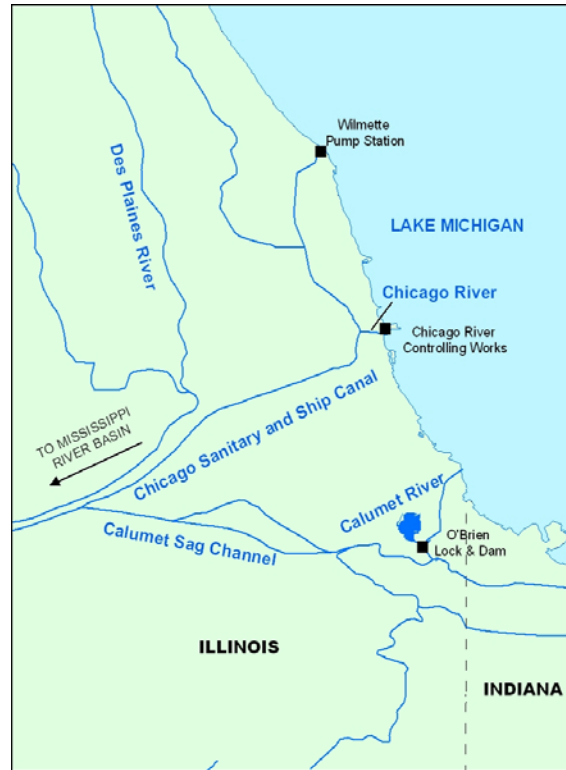 Wilmette
Pump Station
Des Plaines River
LAKE MICHIGAN
Chicago River
Chicago River
Controlling Works
TO MISSISSIPPI
RIVER BASIN
Chicago Sanitary and Ship Canal
Calumet River
O'Brien
Lock & Dam
Calumet Sag Channel
ILLINOIS
INDIANA